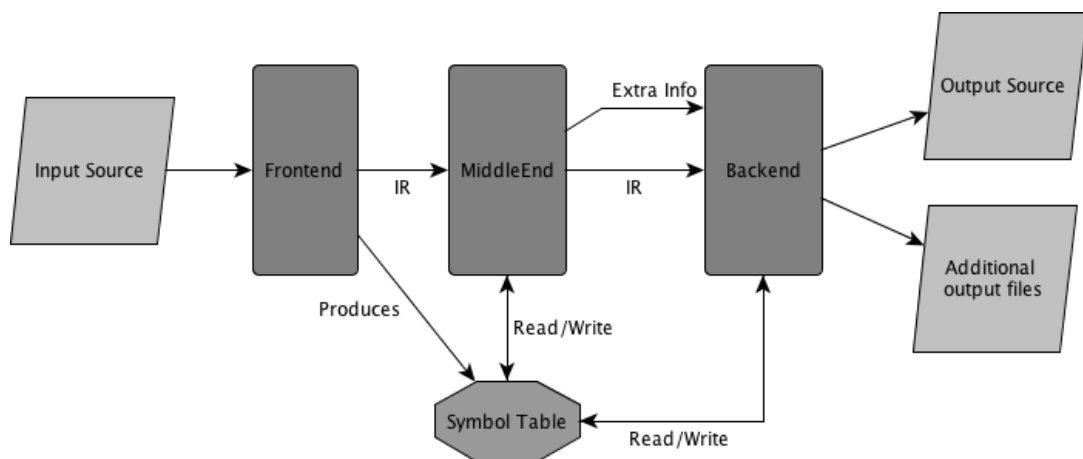 Extra Info
Output Source
Input Source
Frontend
IR
MiddleEnd
IR
Backend
Additional
output files
Produces
Read/Write
Symbol Table
Read/Write